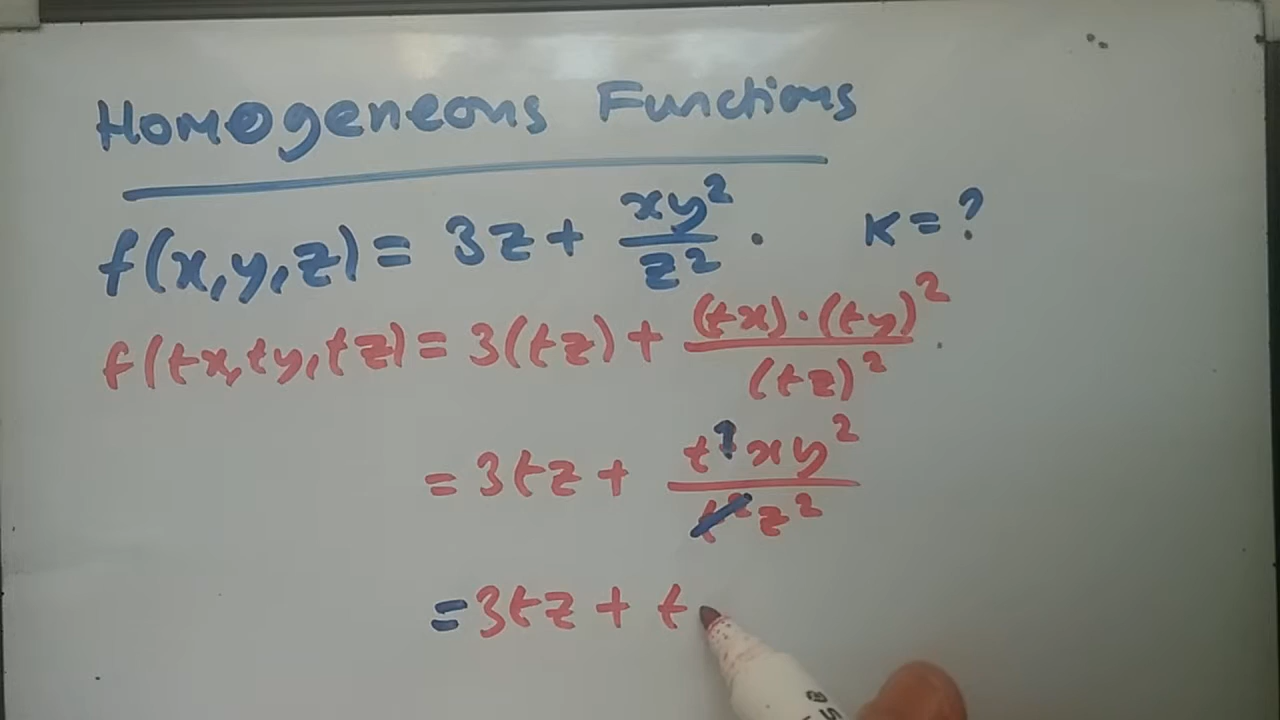 Homogeneous Functions
f(x,y,z) = 3z + xy²/z² . K = ?
f(tx,ty,tz) = 3(tz) + (tx)·(ty)²/(tz)²
= 3tz + t³xy²/t²z²
= 3tz + t